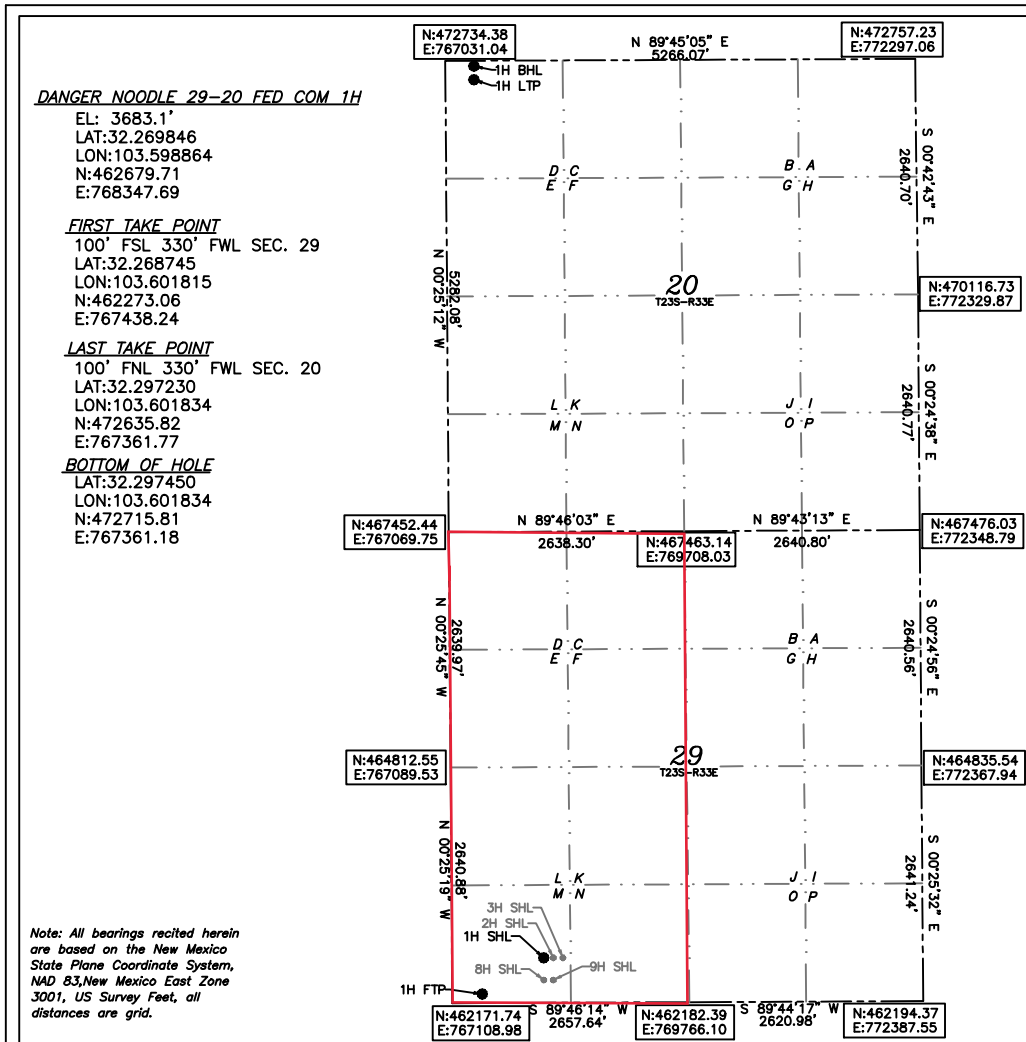 N:472734.38
E:767031.04
N 89°45'05" E
5266.07'
N:472757.23
E:772297.06
1H BHL
1H LTP
DANGER NOODLE 29-20 FED COM 1H
EL: 3683.1'
LAT:32.269846
LON:103.598864
N:462679.71
E:768347.69
FIRST TAKE POINT
100' FSL 330' FWL SEC. 29
LAT:32.268745
LON:103.601815
N:462273.06
E:767438.24
LAST TAKE POINT
100' FNL 330' FWL SEC. 20
LAT:32.297230
LON:103.601834
N:472635.82
E:767361.77
BOTTOM OF HOLE
LAT:32.297450
LON:103.601834
N:472715.81
E:767361.18
D C
E F
B A
G H
S 00°42'43" E
2640.70'
N 00°25'12" W
5282.08'
20
T23S-R33E
N:470116.73
E:772329.87
L K
M N
J I
O P
S 00°24'38" E
2640.77'
N:467452.44
E:767069.75
N 89°46'03" E
2638.30'
N:467463.14
E:769708.03
N 89°43'13" E
2640.80'
N:467476.03
E:772348.79
N 00°25'45" W
2639.97'
D C
E F
B A
G H
S 00°24'56" E
2640.56'
N:464812.55
E:767089.53
29
T23S-R33E
N:464835.54
E:772367.94
N 00°25'19" W
2640.88'
L K
M N
J I
O P
S 00°25'32" E
2641.24'
3H SHL
2H SHL
1H SHL
8H SHL
9H SHL
1H FTP
Note: All bearings recited herein
are based on the New Mexico
State Plane Coordinate System,
NAD 83,New Mexico East Zone
3001, US Survey Feet, all
distances are grid.
N:462171.74
E:767108.98
S 89°46'14" W
2657.64'
N:462182.39
E:769766.10
S 89°44'17" W
2620.98'
N:462194.37
E:772387.55